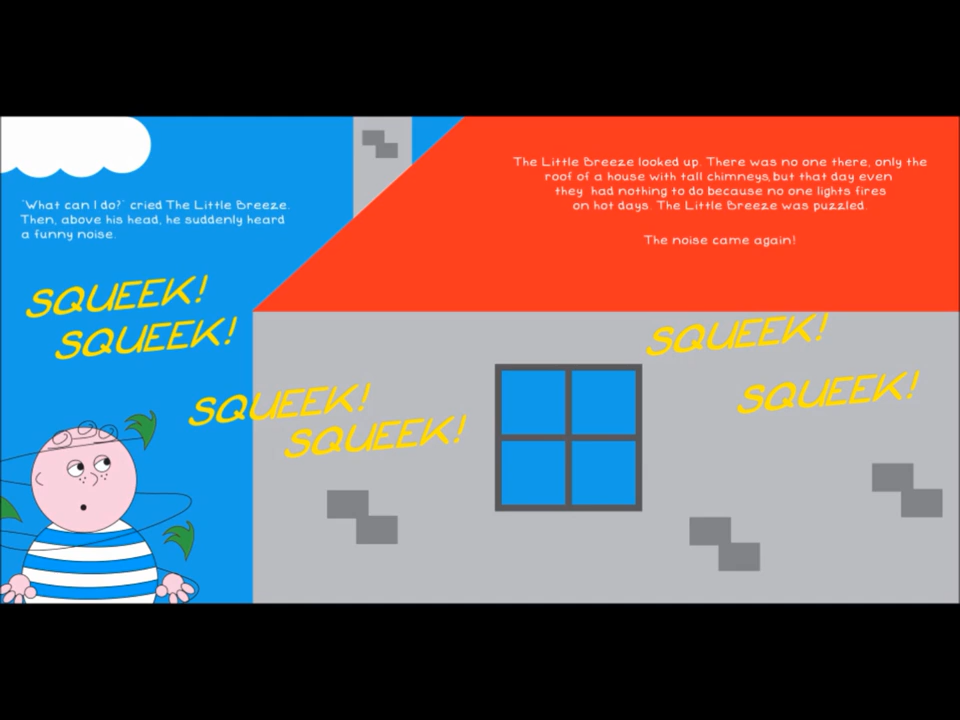 "What can I do?" cried The Little Breeze.
Then, above his head, he suddenly heard
a funny noise.
SQUEEK!
SQUEEK!
SQUEEK!
SQUEEK!
The Little Breeze looked up. There was no one there, only the
roof of a house with tall chimneys, but that day even
they had nothing to do because no one lights fires
on hot days. The Little Breeze was puzzled.
The noise came again!
SQUEEK!
SQUEEK!